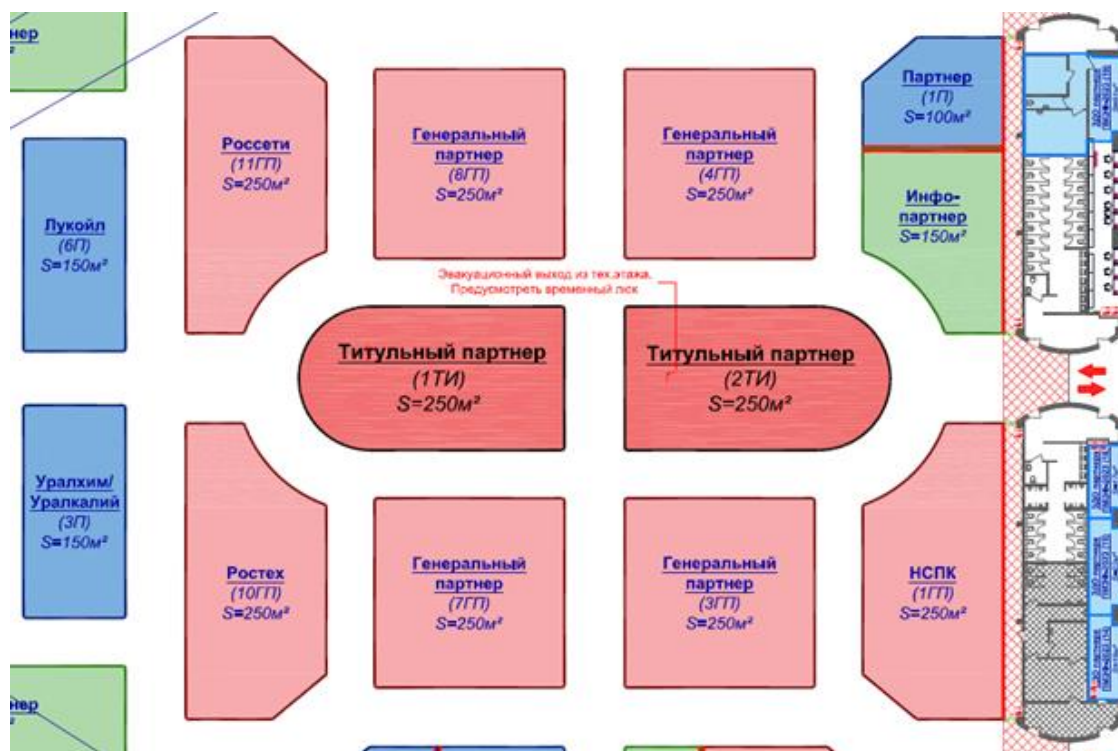 нер
Россети
(11ГП)
S=250м²
Генеральный
партнер
(8ГП)
S=250м²
Генеральный
партнер
(4ГП)
S=250м²
Партнер
(1П)
S=100м²
Инфо-
партнер
S=150м²
Лукойл
(6П)
S=150м²
Эвакуационный выход из тех.этажа.
Предусмотреть временный люк
Титульный партнер
(1ТИ)
S=250м²
Титульный партнер
(2ТИ)
S=250м²
Уралхим/
Уралкалий
(3П)
S=150м²
Ростех
(10ГП)
S=250м²
Генеральный
партнер
(7ГП)
S=250м²
Генеральный
партнер
(3ГП)
S=250м²
НСПК
(1ГП)
S=250м²
нер